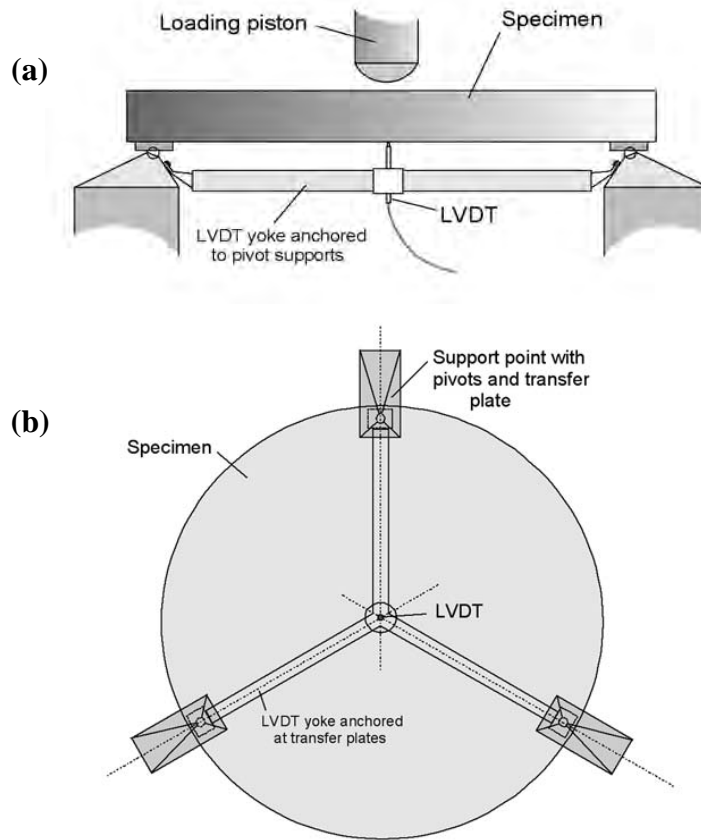 (a)
Loading piston
Specimen
LVDT yoke anchored
to pivot supports
LVDT
(b)
Support point with
pivots and transfer
plate
Specimen
LVDT
LVDT yoke anchored
at transfer plates